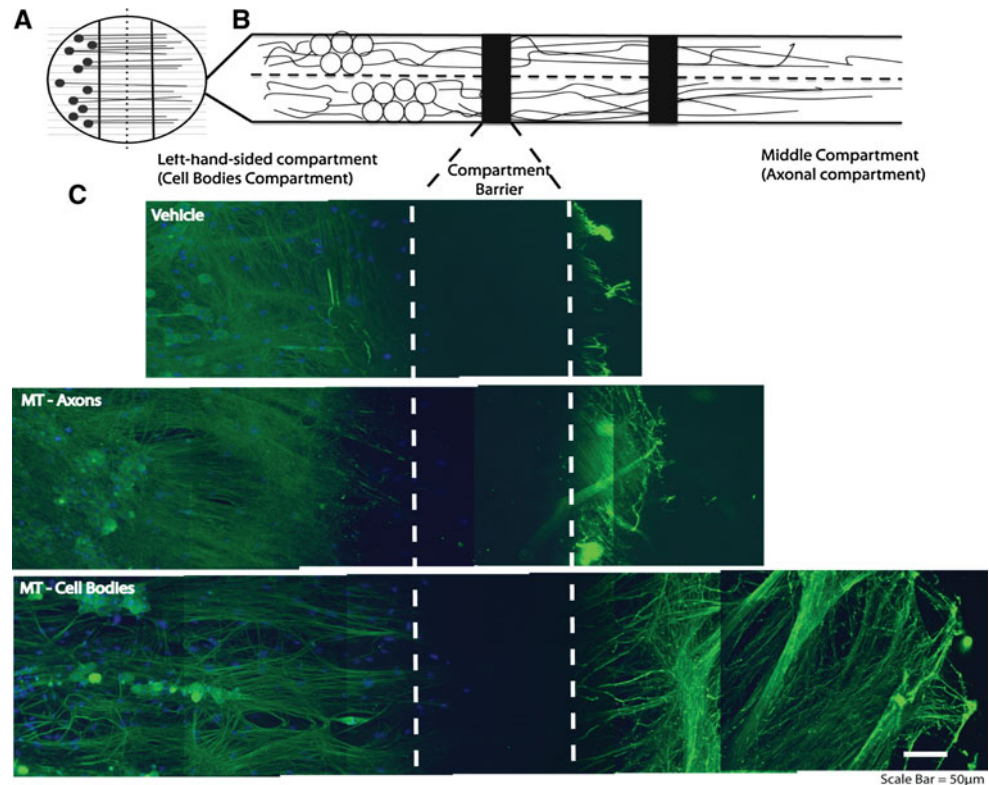 A
B
Left-hand-sided compartment
(Cell Bodies Compartment)
Compartment
Barrier
Middle Compartment
(Axonal compartment)
C
Vehicle
MT - Axons
MT - Cell Bodies
Scale Bar = 50µm